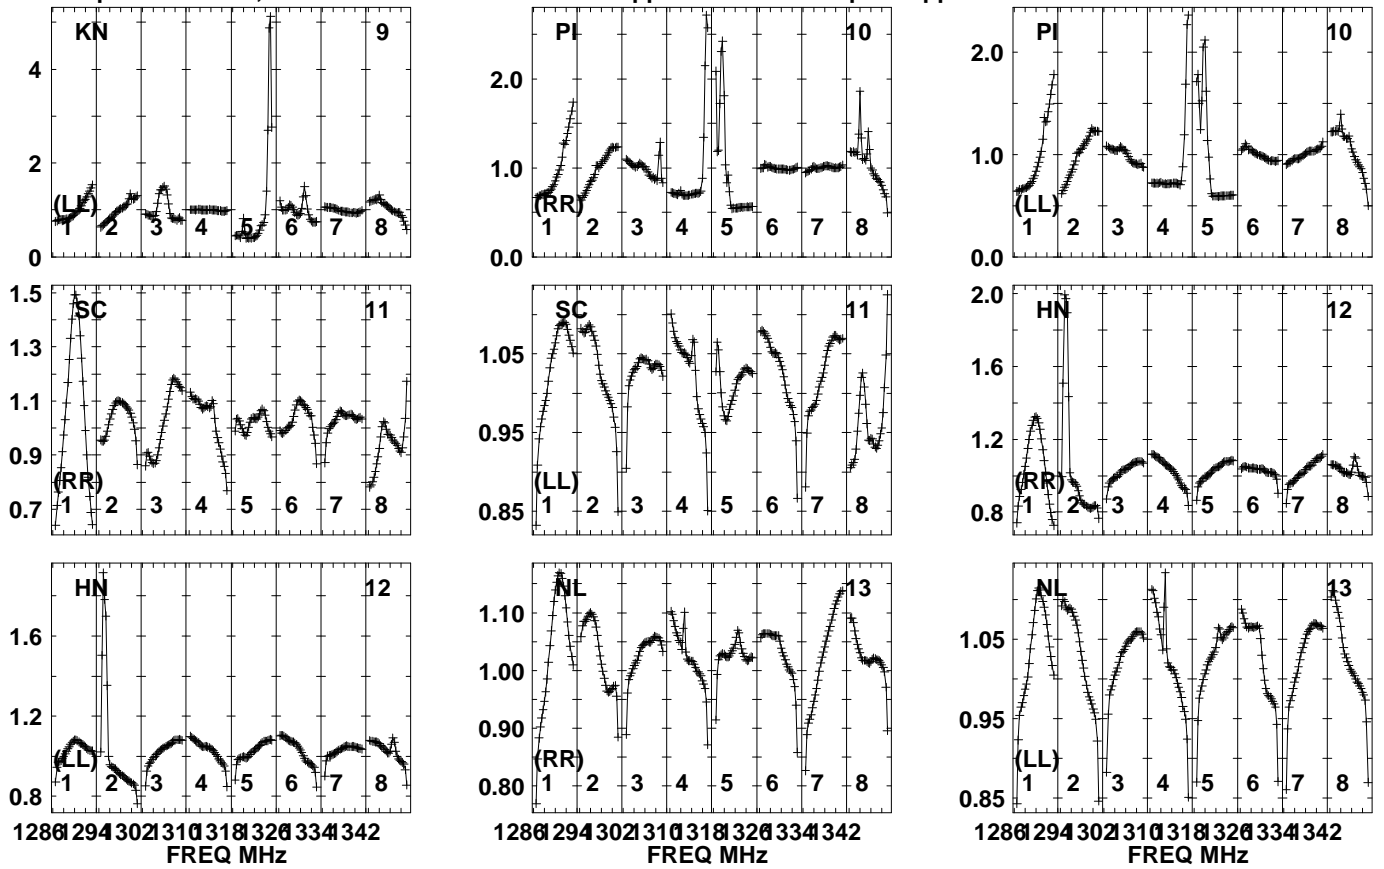 KN 9
4
2
0
(LL)
1 2 3 4 5 6 7 8
PI 10
2.0
1.0
0.0
(RR)
1 2 3 4 5 6 7 8
PI 10
2.0
1.0
0.0
(LL)
1 2 3 4 5 6 7 8
SC 11
1.5
1.3
1.1
0.9
0.7
(RR)
1 2 3 4 5 6 7 8
SC 11
1.05
0.95
0.85
(LL)
1 2 3 4 5 6 7 8
HN 12
2.0
1.6
1.2
0.8
(RR)
1 2 3 4 5 6 7 8
HN 12
1.6
1.2
0.8
(LL)
1 2 3 4 5 6 7 8
1286 1294 1302 1310 1318 1326 1334 1342
FREQ MHz
NL 13
1.10
1.00
0.90
0.80
(RR)
1 2 3 4 5 6 7 8
1286 1294 1302 1310 1318 1326 1334 1342
FREQ MHz
NL 13
1.05
0.95
0.85
(LL)
1 2 3 4 5 6 7 8
1286 1294 1302 1310 1318 1326 1334 1342
FREQ MHz